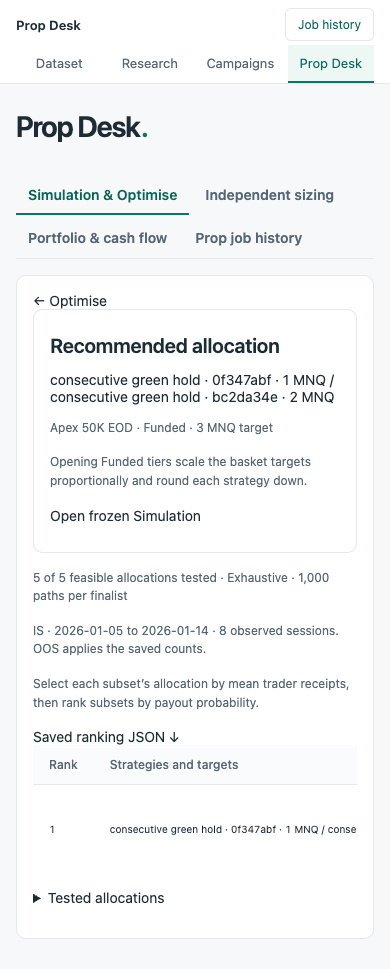 Prop Desk
Job history
Dataset
Research
Campaigns
Prop Desk
Prop Desk.
Simulation & Optimise
Independent sizing
Portfolio & cash flow
Prop job history
← Optimise
Recommended allocation
consecutive green hold · 0f347abf · 1 MNQ /
consecutive green hold · bc2da34e · 2 MNQ
Apex 50K EOD · Funded · 3 MNQ target
Opening Funded tiers scale the basket targets
proportionally and round each strategy down.
Open frozen Simulation
5 of 5 feasible allocations tested · Exhaustive · 1,000
paths per finalist
IS · 2026-01-05 to 2026-01-14 · 8 observed sessions.
OOS applies the saved counts.
Select each subset’s allocation by mean trader receipts,
then rank subsets by payout probability.
Saved ranking JSON ↓
Rank
Strategies and targets
1
consecutive green hold · 0f347abf · 1 MNQ / conse
▶ Tested allocations